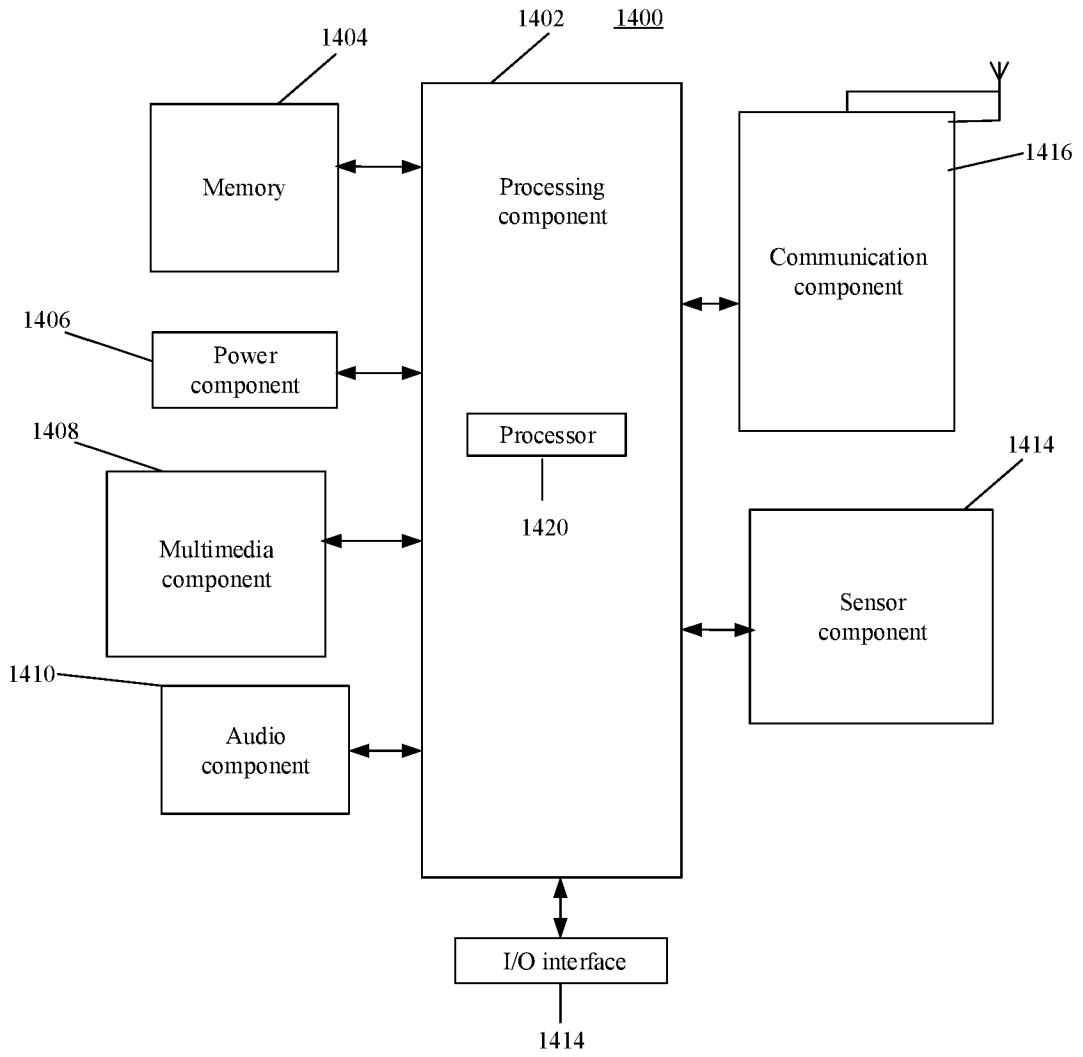 1402
1400
1404
Memory
Processing
component
1416
Communication
component
1406
Power
component
Processor
1420
1408
Multimedia
component
1414
Sensor
component
1410
Audio
component
I/O interface
1414